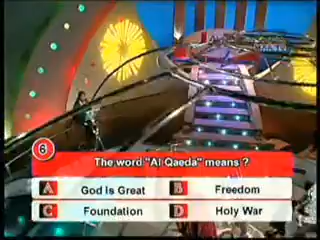 6
The word "Al Qaeda" means ?
A God Is Great
B Freedom
C Foundation
D Holy War